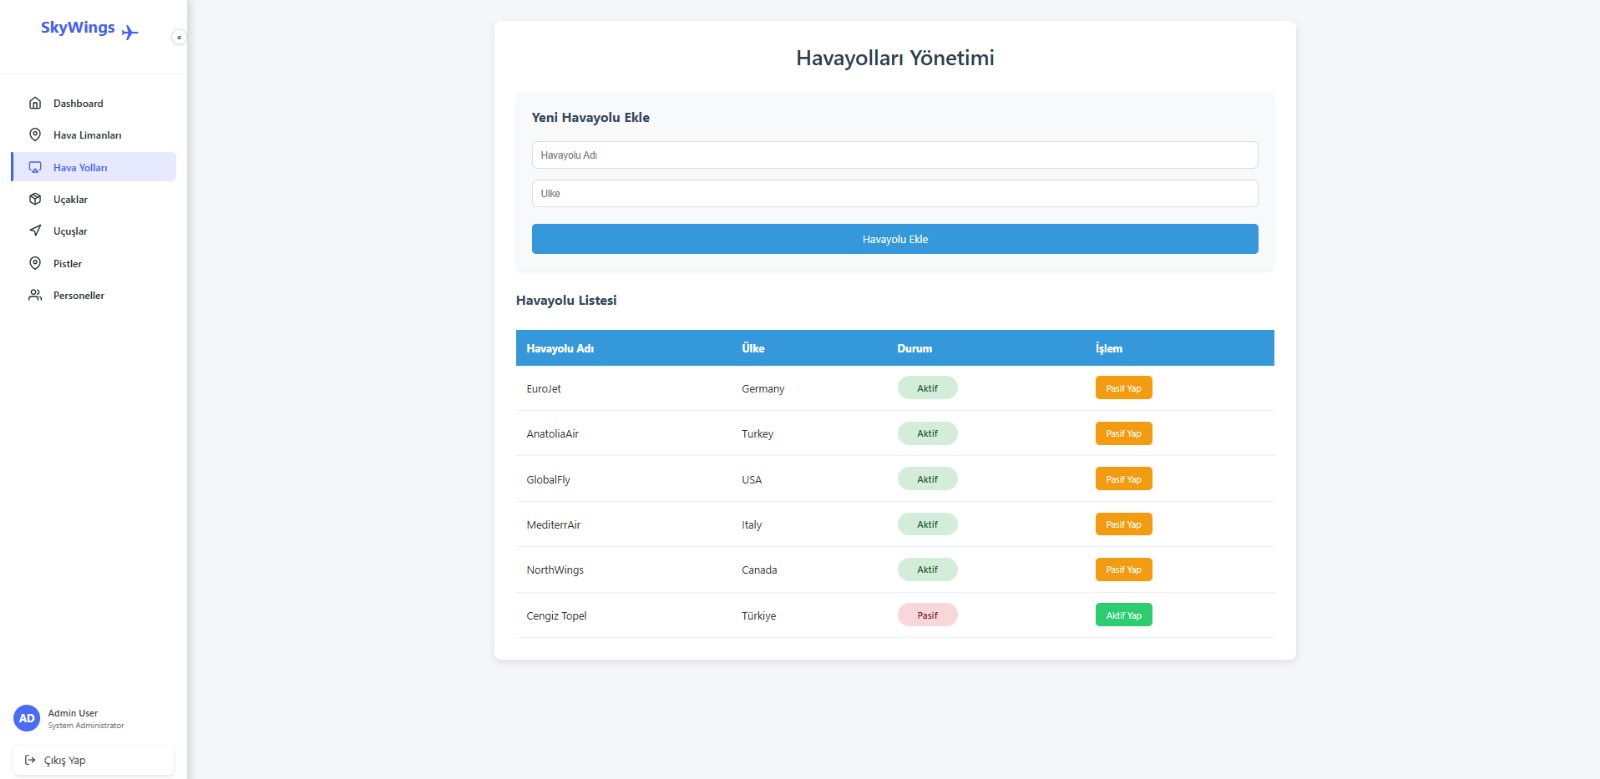 SkyWings
«
Dashboard
Hava Limanları
Hava Yolları
Uçaklar
Uçuşlar
Pistler
Personeller
AD
Admin User
System Administrator
Çıkış Yap
Havayolları Yönetimi
Yeni Havayolu Ekle
Havayolu Adı
Ülke
Havayolu Ekle
Havayolu Listesi
Havayolu Adı Ülke Durum İşlem
EuroJet Germany Aktif Pasif Yap
AnatoliaAir Turkey Aktif Pasif Yap
GlobalFly USA Aktif Pasif Yap
MediterrAir Italy Aktif Pasif Yap
NorthWings Canada Aktif Pasif Yap
Cengiz Topel Türkiye Pasif Aktif Yap